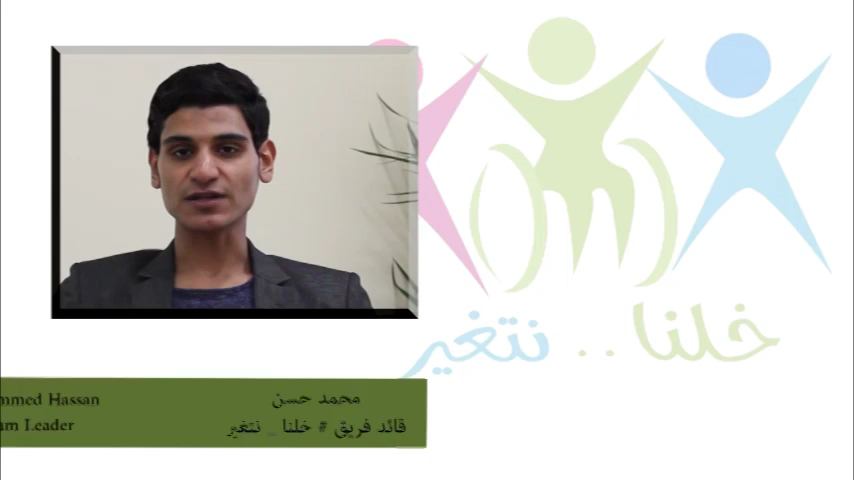 خلنا .. نتغير
mmed Hassan
محمد حسن
am Leader
قائد فريق # خلنا _ نتغير